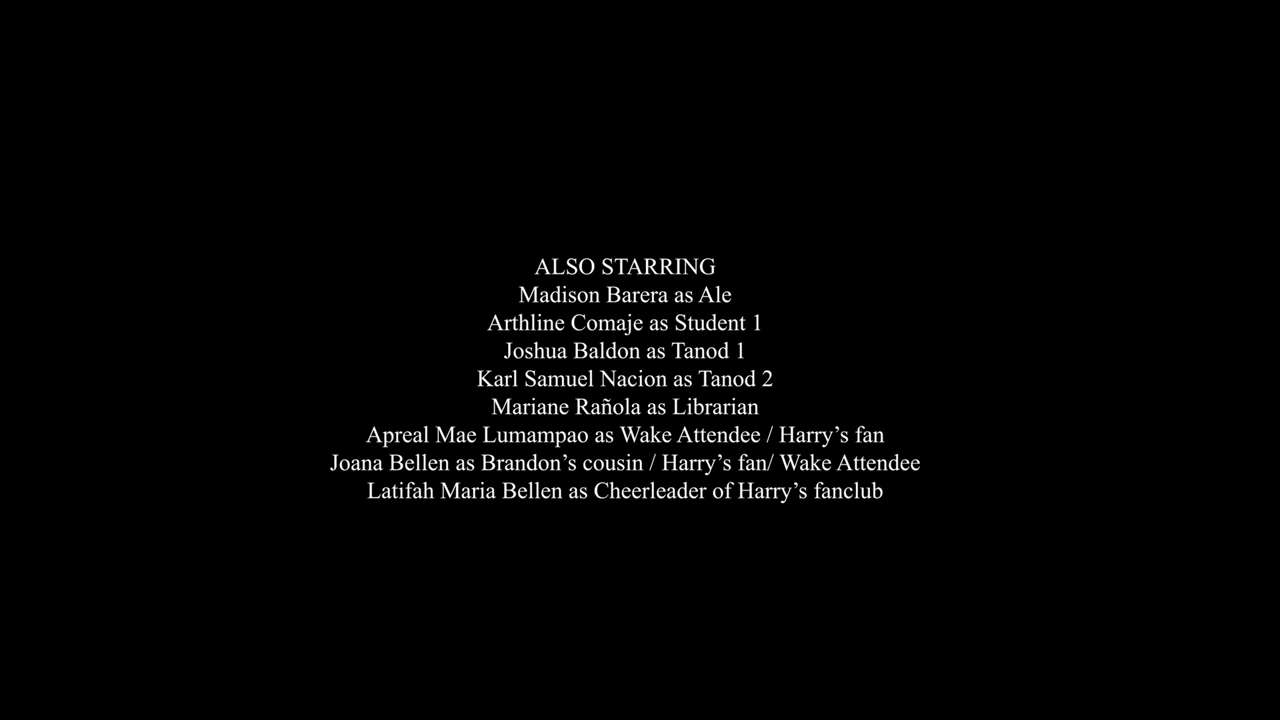 ALSO STARRING
Madison Barera as Ale
Arthline Comaje as Student 1
Joshua Baldon as Tanod 1
Karl Samuel Nacion as Tanod 2
Mariane Rañola as Librarian
Apreal Mae Lumampao as Wake Attendee / Harry’s fan
Joana Bellen as Brandon’s cousin / Harry’s fan/ Wake Attendee
Latifah Maria Bellen as Cheerleader of Harry’s fanclub